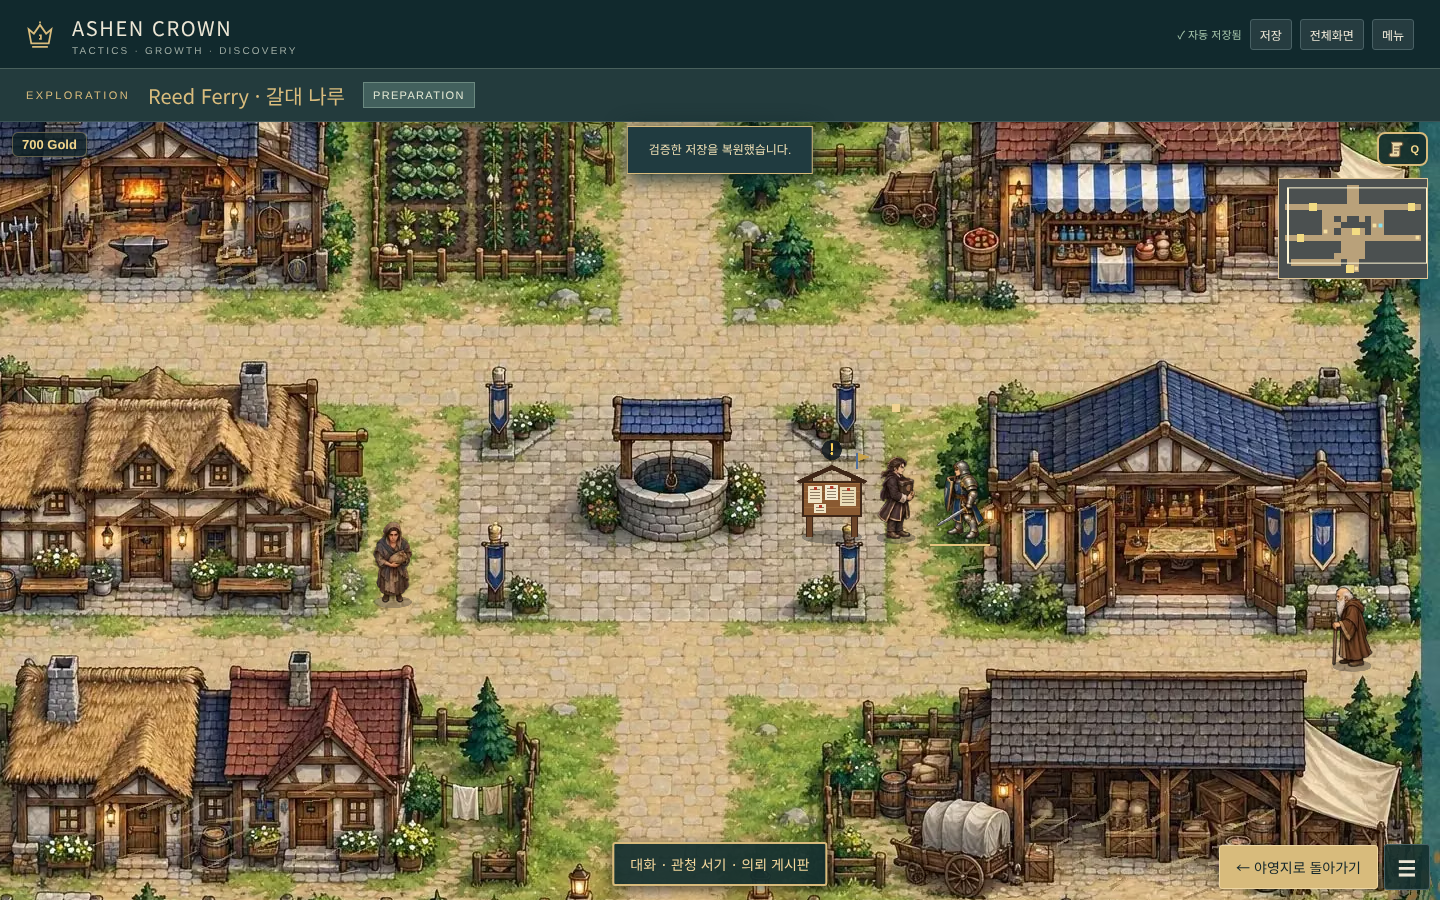 ASHEN CROWN
TACTICS · GROWTH · DISCOVERY
✓ 자동 저장됨
저장
전체화면
메뉴
EXPLORATION
Reed Ferry · 갈대 나루
PREPARATION
700 Gold
검증한 저장을 복원했습니다.
Q
!
대화 · 관청 서기 · 의뢰 게시판
← 야영지로 돌아가기